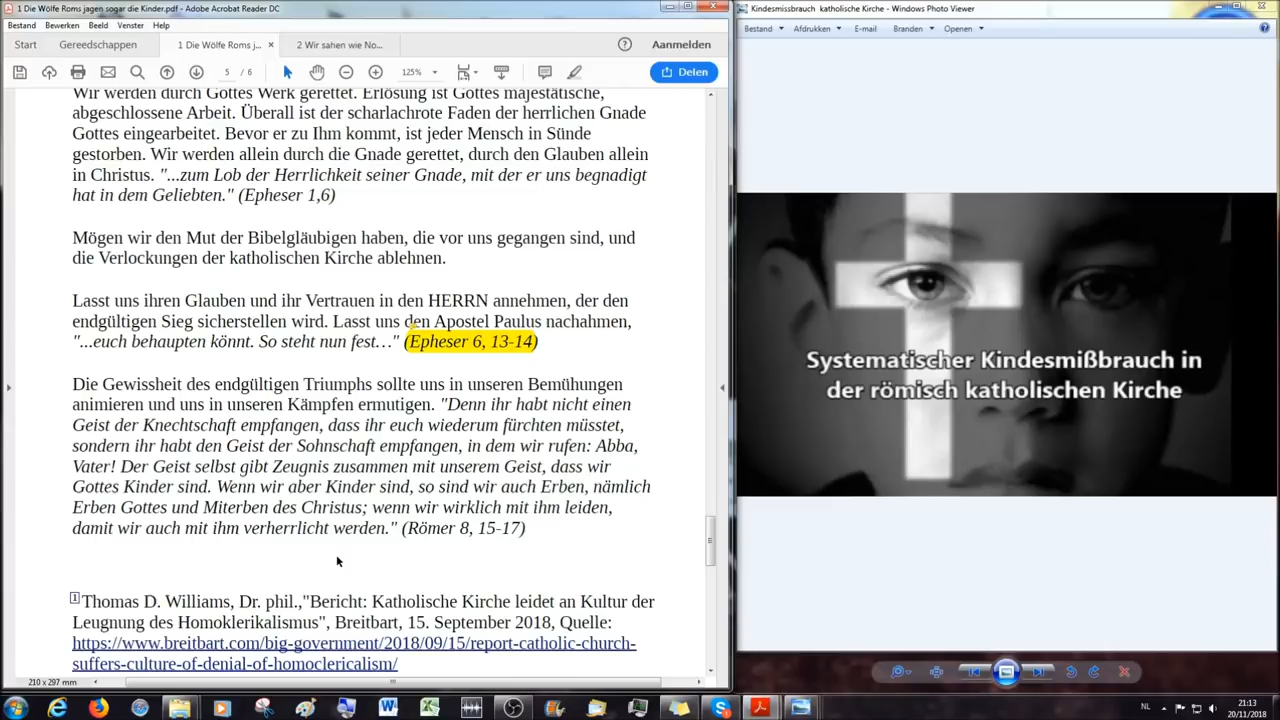 1 Die Wölfe Roms jagen sogar die Kinder.pdf - Adobe Acrobat Reader DC
Bestand Bewerken Beeld Venster Help
Start Gereedschappen 1 Die Wölfe Roms j... × 2 Wir sahen wie No... Aanmelden
5 / 6 125% Delen
Wir werden durch Gottes Werk gerettet. Erlösung ist Gottes majestätische,
abgeschlossene Arbeit. Überall ist der scharlachrote Faden der herrlichen Gnade
Gottes eingearbeitet. Bevor er zu Ihm kommt, ist jeder Mensch in Sünde
gestorben. Wir werden allein durch die Gnade gerettet, durch den Glauben allein
in Christus. "...zum Lob der Herrlichkeit seiner Gnade, mit der er uns begnadigt
hat in dem Geliebten." (Epheser 1,6)
Mögen wir den Mut der Bibelgläubigen haben, die vor uns gegangen sind, und
die Verlockungen der katholischen Kirche ablehnen.
Lasst uns ihren Glauben und ihr Vertrauen in den HERRN annehmen, der den
endgültigen Sieg sicherstellen wird. Lasst uns den Apostel Paulus nachahmen,
"...euch behaupten könnt. So steht nun fest…" (Epheser 6, 13-14)
Die Gewissheit des endgültigen Triumphs sollte uns in unseren Bemühungen
animieren und uns in unseren Kämpfen ermutigen. "Denn ihr habt nicht einen
Geist der Knechtschaft empfangen, dass ihr euch wiederum fürchten müsstet,
sondern ihr habt den Geist der Sohnschaft empfangen, in dem wir rufen: Abba,
Vater! Der Geist selbst gibt Zeugnis zusammen mit unserem Geist, dass wir
Gottes Kinder sind. Wenn wir aber Kinder sind, so sind wir auch Erben, nämlich
Erben Gottes und Miterben des Christus; wenn wir wirklich mit ihm leiden,
damit wir auch mit ihm verherrlicht werden." (Römer 8, 15-17)
1 Thomas D. Williams, Dr. phil.,"Bericht: Katholische Kirche leidet an Kultur der
Leugnung des Homoklerikalismus", Breitbart, 15. September 2018, Quelle:
https://www.breitbart.com/big-government/2018/09/15/report-catholic-church-
suffers-culture-of-denial-of-homoclericalism/
210 x 297 mm
Kindesmissbrauch katholische Kirche - Windows Photo Viewer
Bestand Afdrukken E-mail Branden Openen
Systematischer Kindesmißbrauch in
der römisch katholischen Kirche
NL
21:13
20/11/2018